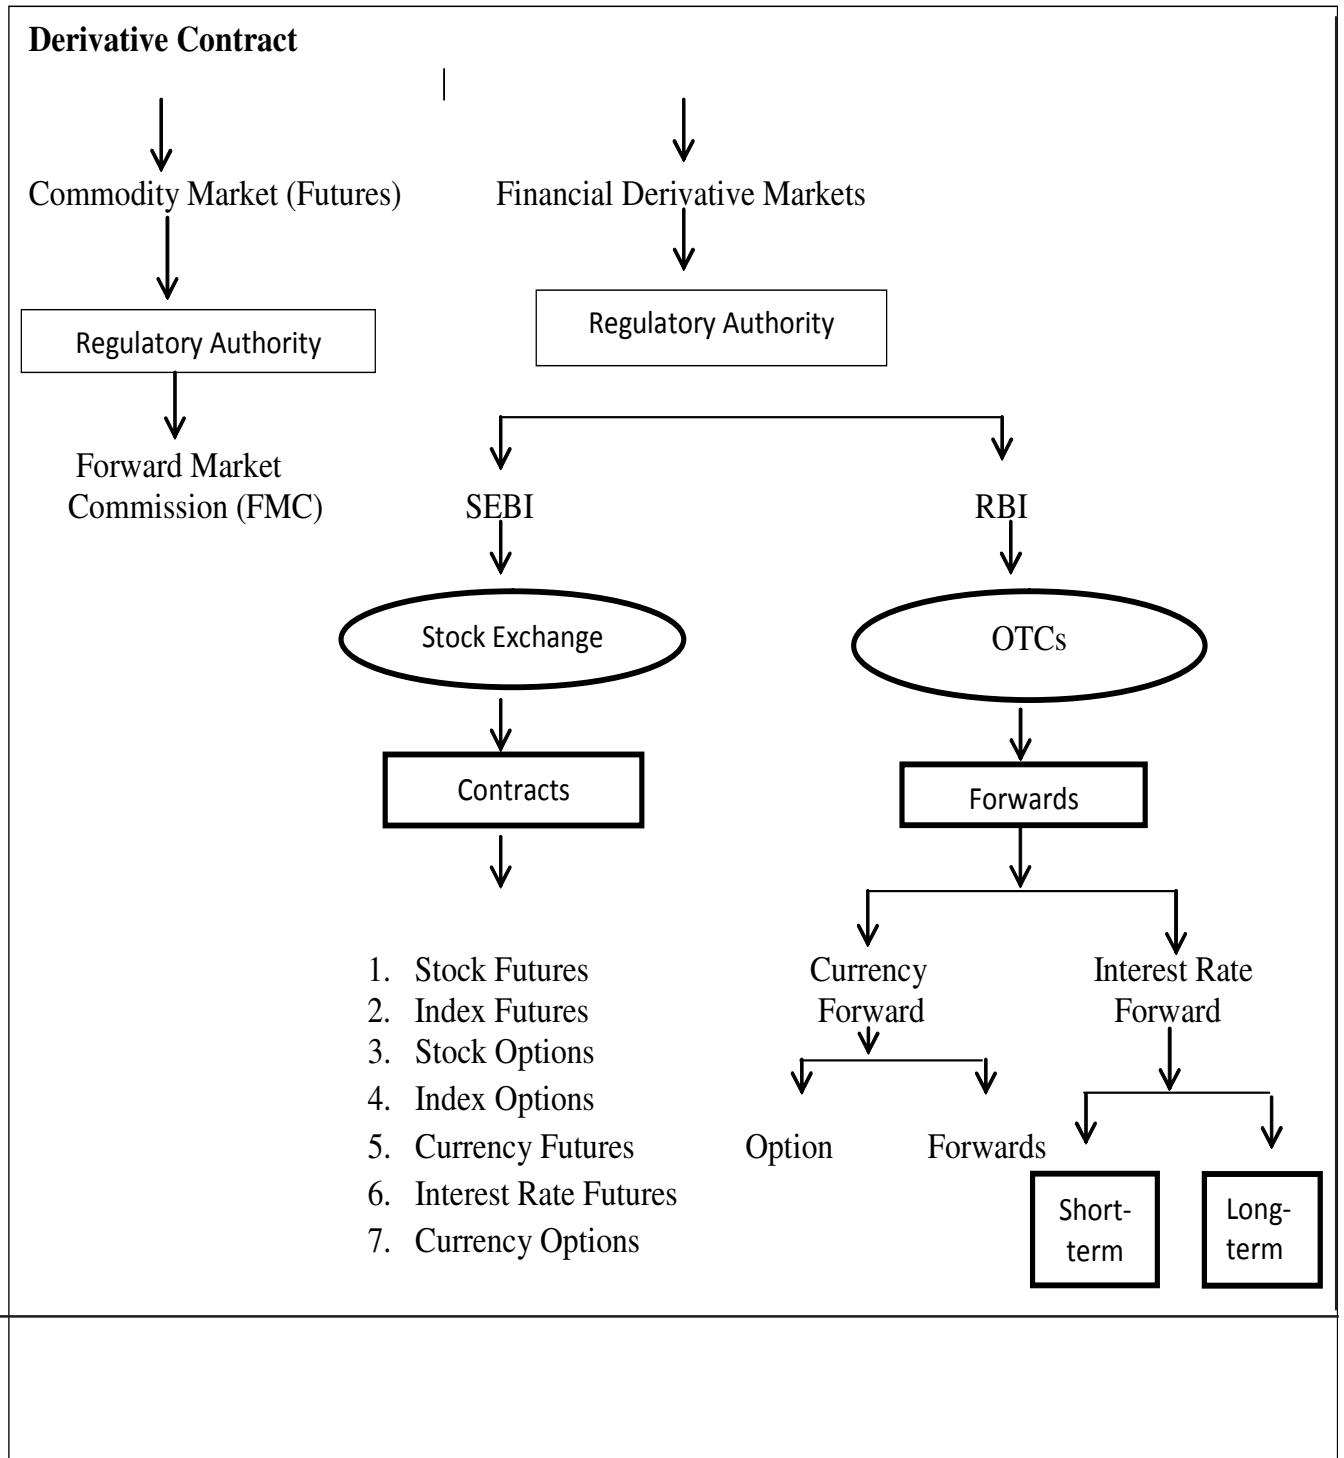 Derivative Contract
Commodity Market (Futures)
Financial Derivative Markets
Regulatory Authority
Regulatory Authority
Forward Market
Commission (FMC)
SEBI
RBI
Stock Exchange
OTCs
Contracts
Forwards
1. Stock Futures
2. Index Futures
3. Stock Options
4. Index Options
5. Currency Futures
6. Interest Rate Futures
7. Currency Options
Currency
Forward
Interest Rate
Forward
Option
Forwards
Short-
term
Long-
term